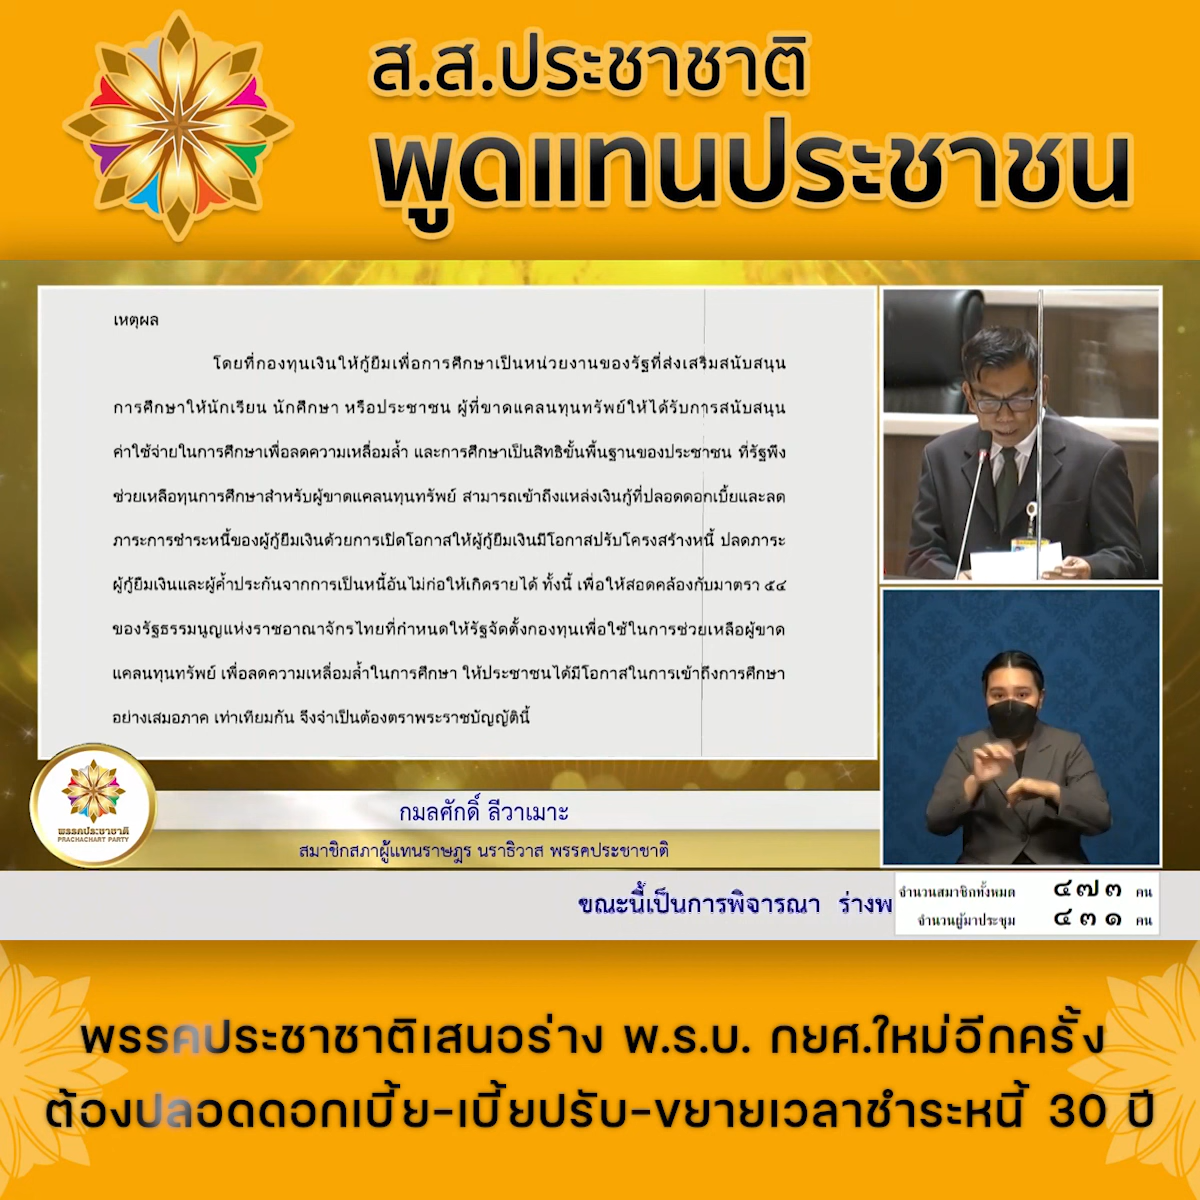 ส.ส.ประชาชาติ
พูดแทนประชาชน
เหตุผล
โดยที่กองทุนเงินให้กู้ยืมเพื่อการศึกษาเป็นหน่วยงานของรัฐที่ส่งเสริมสนับสนุน
การศึกษาให้นักเรียน นักศึกษา หรือประชาชน ผู้ที่ขาดแคลนทุนทรัพย์ให้ได้รับการสนับสนุน
ค่าใช้จ่ายในการศึกษาเพื่อลดความเหลื่อมล้ำ และการศึกษาเป็นสิทธิขั้นพื้นฐานของประชาชน ที่รัฐพึง
ช่วยเหลือทุนการศึกษาสำหรับผู้ขาดแคลนทุนทรัพย์ สามารถเข้าถึงแหล่งเงินกู้ที่ปลอดดอกเบี้ยและลด
ภาระการชำระหนี้ของผู้กู้ยืมเงินด้วยการเปิดโอกาสให้ผู้กู้ยืมเงินมีโอกาสปรับโครงสร้างหนี้ ปลดภาระ
ผู้กู้ยืมเงินและผู้ค้ำประกันจากการเป็นหนี้อันไม่ก่อให้เกิดรายได้ ทั้งนี้ เพื่อให้สอดคล้องกับมาตรา ๕๔
ของรัฐธรรมนูญแห่งราชอาณาจักรไทยที่กำหนดให้รัฐจัดตั้งกองทุนเพื่อใช้ในการช่วยเหลือผู้ขาด
แคลนทุนทรัพย์ เพื่อลดความเหลื่อมล้ำในการศึกษา ให้ประชาชนได้มีโอกาสในการเข้าถึงการศึกษา
อย่างเสมอภาค เท่าเทียมกัน จึงจำเป็นต้องตราพระราชบัญญัตินี้
พรรคประชาชาติ
PRACHACHART PARTY
กมลศักดิ์ ลีวาเมาะ
สมาชิกสภาผู้แทนราษฎร นราธิวาส พรรคประชาชาติ
ขณะนี้เป็นการพิจารณา ร่างพ
จำนวนสมาชิกทั้งหมด ๔๗๓ คน
จำนวนผู้มาประชุม ๔๓๑ คน
พรรคประชาชาติเสนอร่าง พ.ร.บ. กยศ.ใหม่อีกครั้ง
ต้องปลอดดอกเบี้ย-เบี้ยปรับ-ขยายเวลาชำระหนี้ 30 ปี